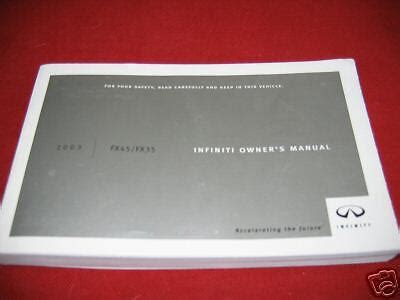 FOR YOUR SAFETY, READ CAREFULLY AND KEEP IN THIS VEHICLE.
2003 FX45/FX35 INFINITI OWNER'S MANUAL
Accelerating the future
INFINITI